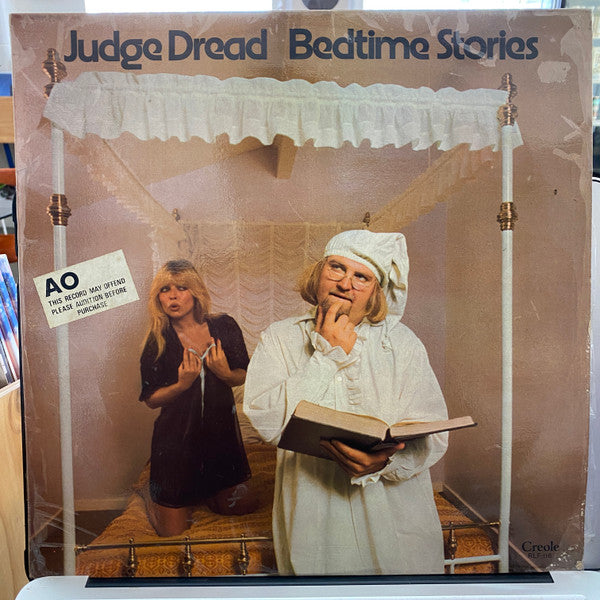 Judge Dread Bedtime Stories
AO
THIS RECORD MAY OFFEND
PLEASE AUDITION BEFORE
PURCHASE
Creole